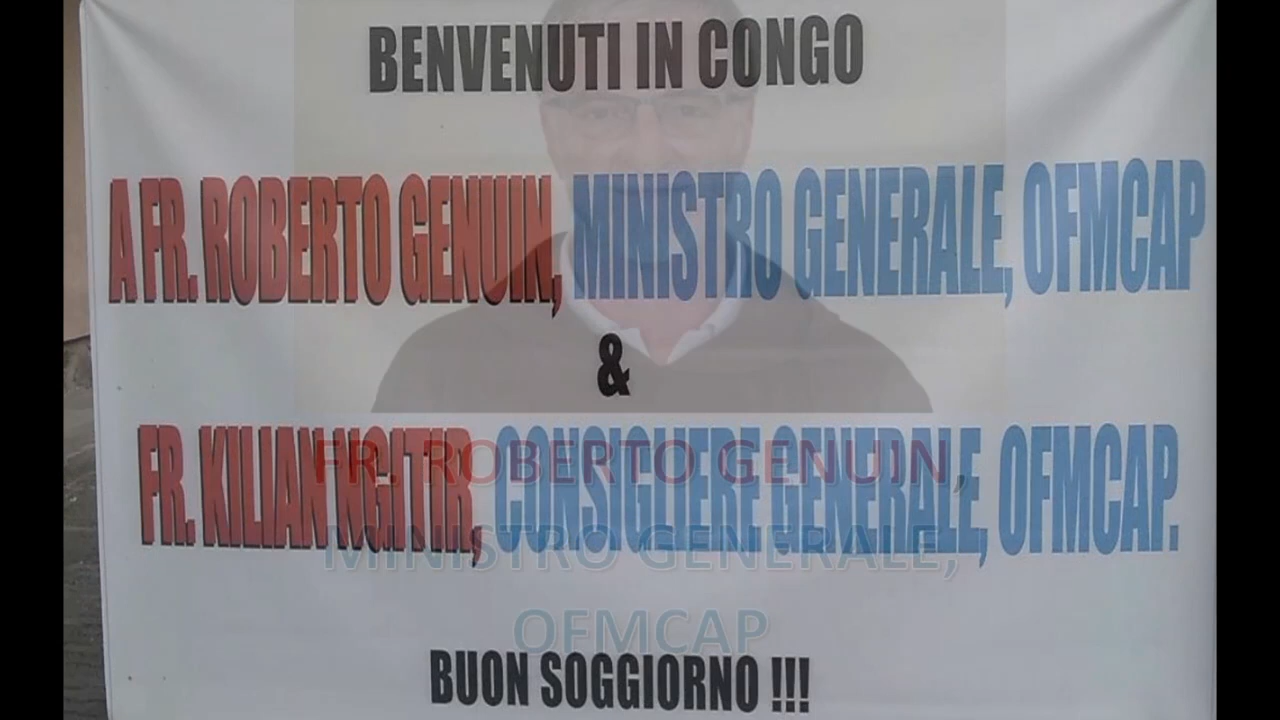 BENVENUTI IN CONGO
A FR. ROBERTO GENUIN, MINISTRO GENERALE, OFMCAP
&
FR. KILIAN NGITIR, CONSIGLIERE GENERALE, OFMCAP.
FR. ROBERTO GENUIN
MINISTRO GENERALE,
OFMCAP
BUON SOGGIORNO !!!